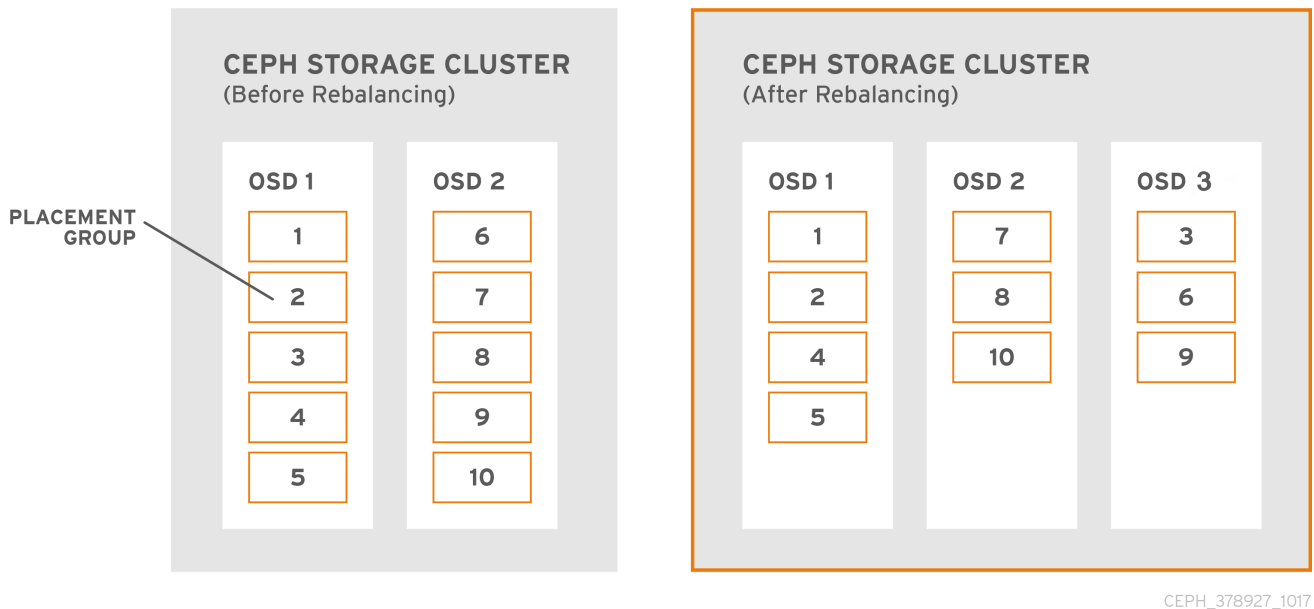 CEPH STORAGE CLUSTER
(Before Rebalancing)
OSD 1
1
2
3
4
5
OSD 2
6
7
8
9
10
PLACEMENT
GROUP
CEPH STORAGE CLUSTER
(After Rebalancing)
OSD 1
1
2
4
5
OSD 2
7
8
10
OSD 3
3
6
9
CEPH_378927_1017